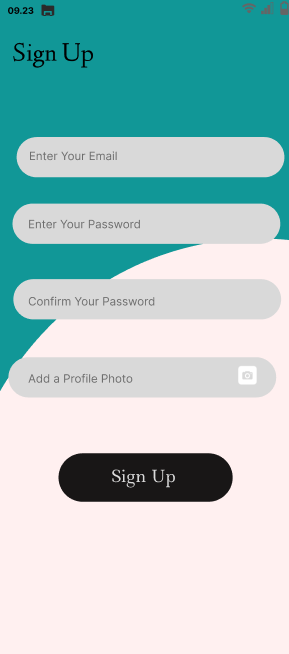 09.23
Sign Up
Enter Your Email
Enter Your Password
Confirm Your Password
Add a Profile Photo
Sign Up